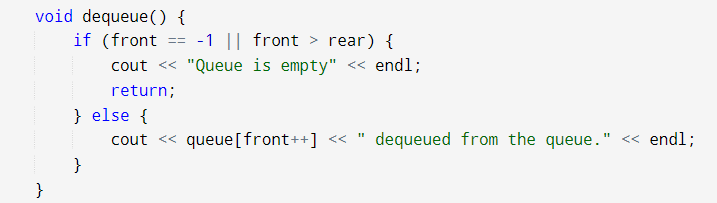 void dequeue() {
if (front == -1 || front > rear) {
cout << "Queue is empty" << endl;
return;
} else {
cout << queue[front++] << " dequeued from the queue." << endl;
}
}